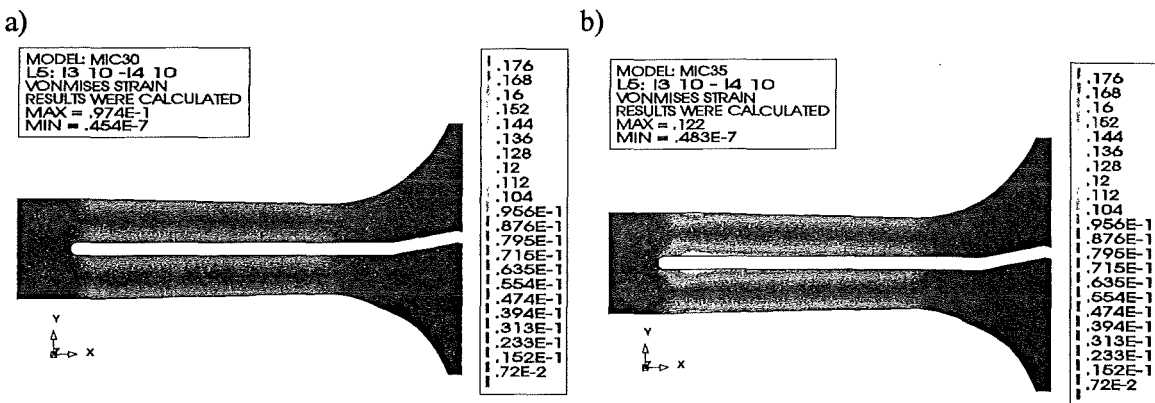 a)
MODEL: MIC30
L5: I3 10 -I4 10
VONMISES STRAIN
RESULTS WERE CALCULATED
MAX = .974E-1
MIN = .454E-7
.176
.168
.16
.152
.144
.136
.128
.12
.112
.104
.956E-1
.876E-1
.795E-1
.715E-1
.635E-1
.554E-1
.474E-1
.394E-1
.313E-1
.233E-1
.152E-1
.72E-2
Y
Z
X
b)
MODEL: MIC35
L5: I3 10 -I4 10
VONMISES STRAIN
RESULTS WERE CALCULATED
MAX = .122
MIN = .483E-7
.176
.168
.16
.152
.144
.136
.128
.12
.112
.104
.956E-1
.876E-1
.795E-1
.715E-1
.635E-1
.554E-1
.474E-1
.394E-1
.313E-1
.233E-1
.152E-1
.72E-2
Y
Z
X